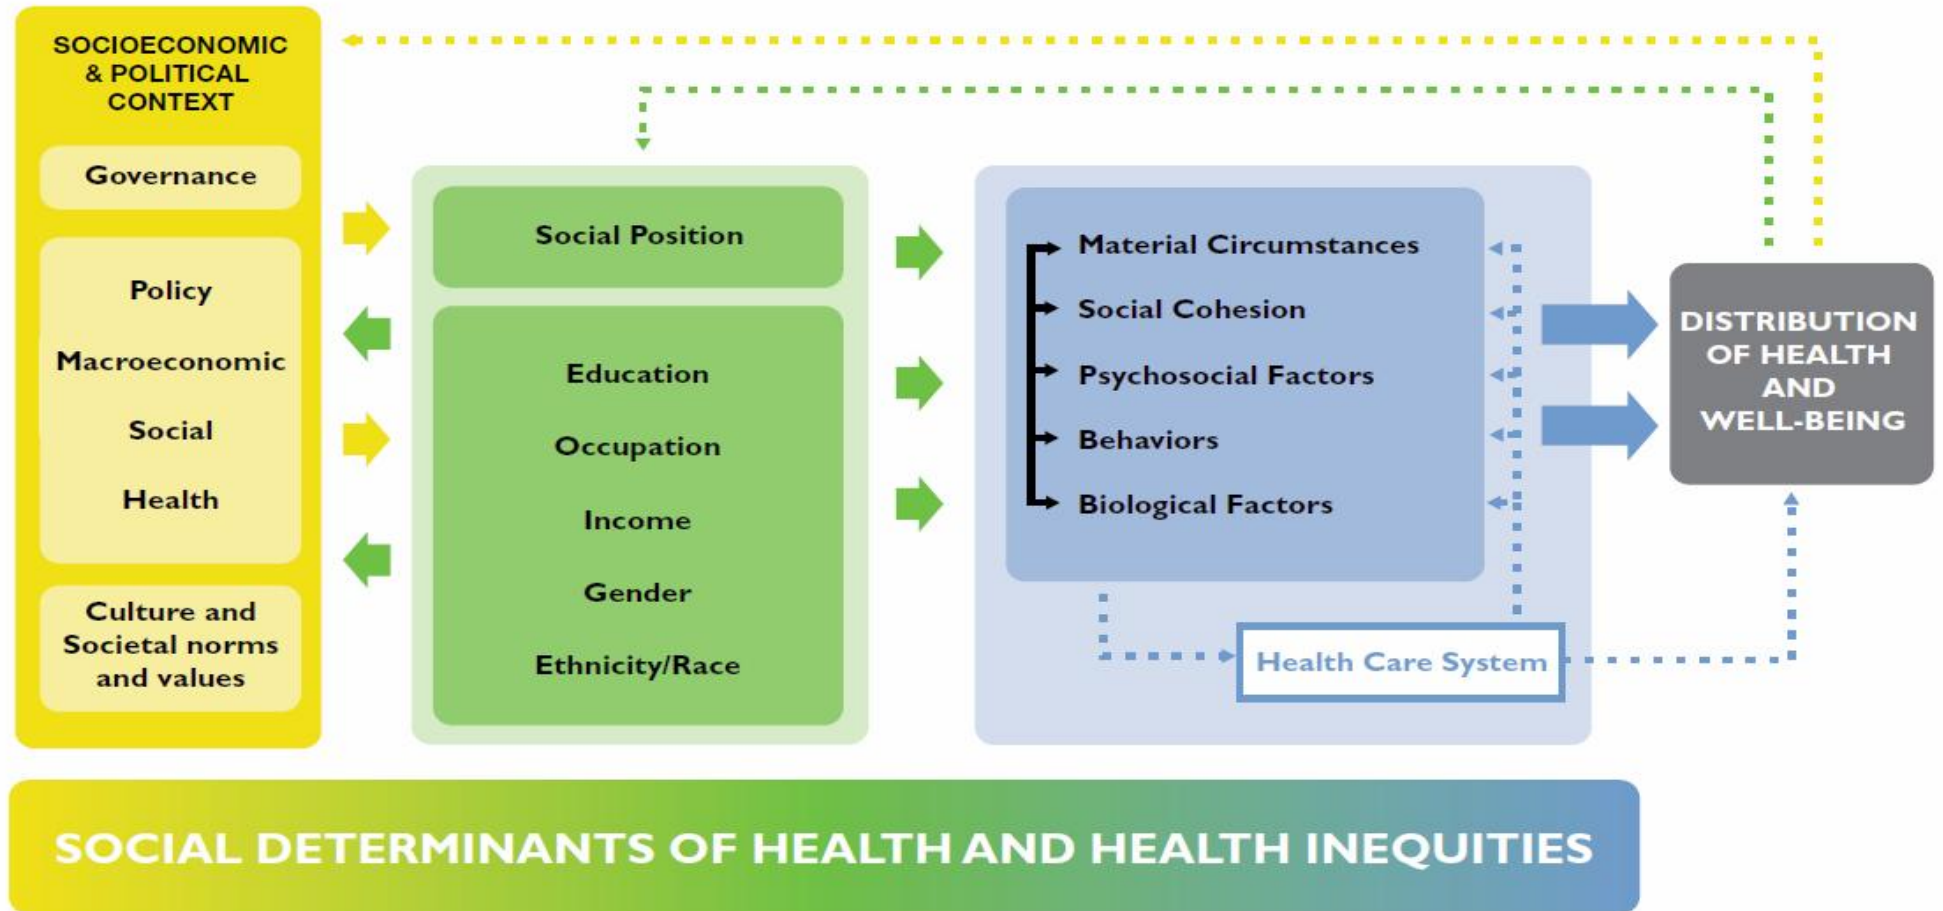 SOCIOECONOMIC
& POLITICAL
CONTEXT
Governance
Policy
Macroeconomic
Social
Health
Culture and
Societal norms
and values
Social Position
Education
Occupation
Income
Gender
Ethnicity/Race
Material Circumstances
Social Cohesion
Psychosocial Factors
Behaviors
Biological Factors
Health Care System
DISTRIBUTION
OF HEALTH
AND
WELL-BEING
SOCIAL DETERMINANTS OF HEALTH AND HEALTH INEQUITIES